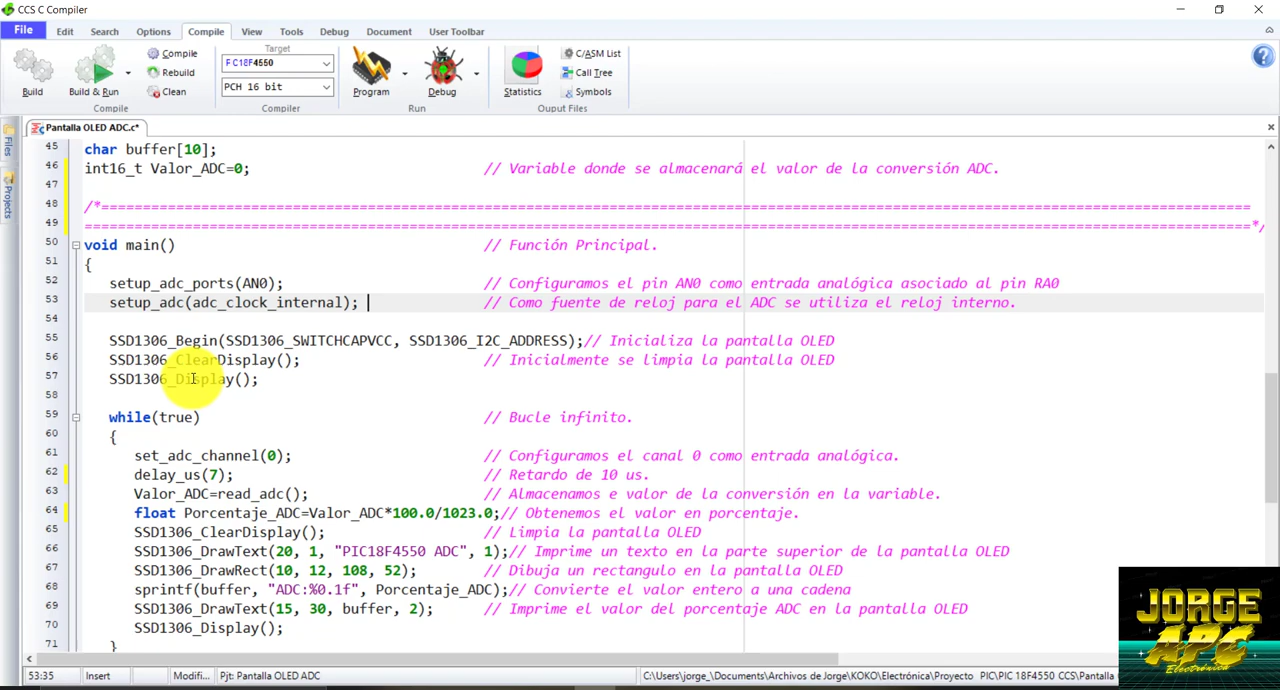 CCS C Compiler
File Edit Search Options Compile View Tools Debug Document User Toolbar
Build Build & Run Compile Rebuild Clean Compile
Target PIC18F4550 PCH 16 bit Compiler
Program Debug Run
Statistics C/ASM List Call Tree Symbols Ouput Files
Pantalla OLED ADC.c*
Files
Projects
45 char buffer[10];
46 int16_t Valor_ADC=0; // Variable donde se almacenará el valor de la conversión ADC.
47
48 /*==========================================================================================================================================
49 ==========================================================================================================================================*/
50 void main() // Función Principal.
51 {
52 setup_adc_ports(AN0); // Configuramos el pin AN0 como entrada analógica asociado al pin RA0
53 setup_adc(adc_clock_internal); // Como fuente de reloj para el ADC se utiliza el reloj interno.
54
55 SSD1306_Begin(SSD1306_SWITCHCAPVCC, SSD1306_I2C_ADDRESS);// Inicializa la pantalla OLED
56 SSD1306_ClearDisplay(); // Inicialmente se limpia la pantalla OLED
57 SSD1306_Display();
58
59 while(true) // Bucle infinito.
60 {
61 set_adc_channel(0); // Configuramos el canal 0 como entrada analógica.
62 delay_us(7); // Retardo de 10 us.
63 Valor_ADC=read_adc(); // Almacenamos e valor de la conversión en la variable.
64 float Porcentaje_ADC=Valor_ADC*100.0/1023.0;// Obtenemos el valor en porcentaje.
65 SSD1306_ClearDisplay(); // Limpia la pantalla OLED
66 SSD1306_DrawText(20, 1, "PIC18F4550 ADC", 1);// Imprime un texto en la parte superior de la pantalla OLED
67 SSD1306_DrawRect(10, 12, 108, 52); // Dibuja un rectangulo en la pantalla OLED
68 sprintf(buffer, "ADC:%0.1f", Porcentaje_ADC);// Convierte el valor entero a una cadena
69 SSD1306_DrawText(15, 30, buffer, 2); // Imprime el valor del porcentaje ADC en la pantalla OLED
70 SSD1306_Display();
71 }
53:35 Insert Modifi... Pjt: Pantalla OLED ADC C:\Users\jorge_\Documents\Archivos de Jorge\KOKO\Electrónica\Proyecto PIC\PIC 18F4550 CCS\Pantalla
JORGE
APC
Electrónica